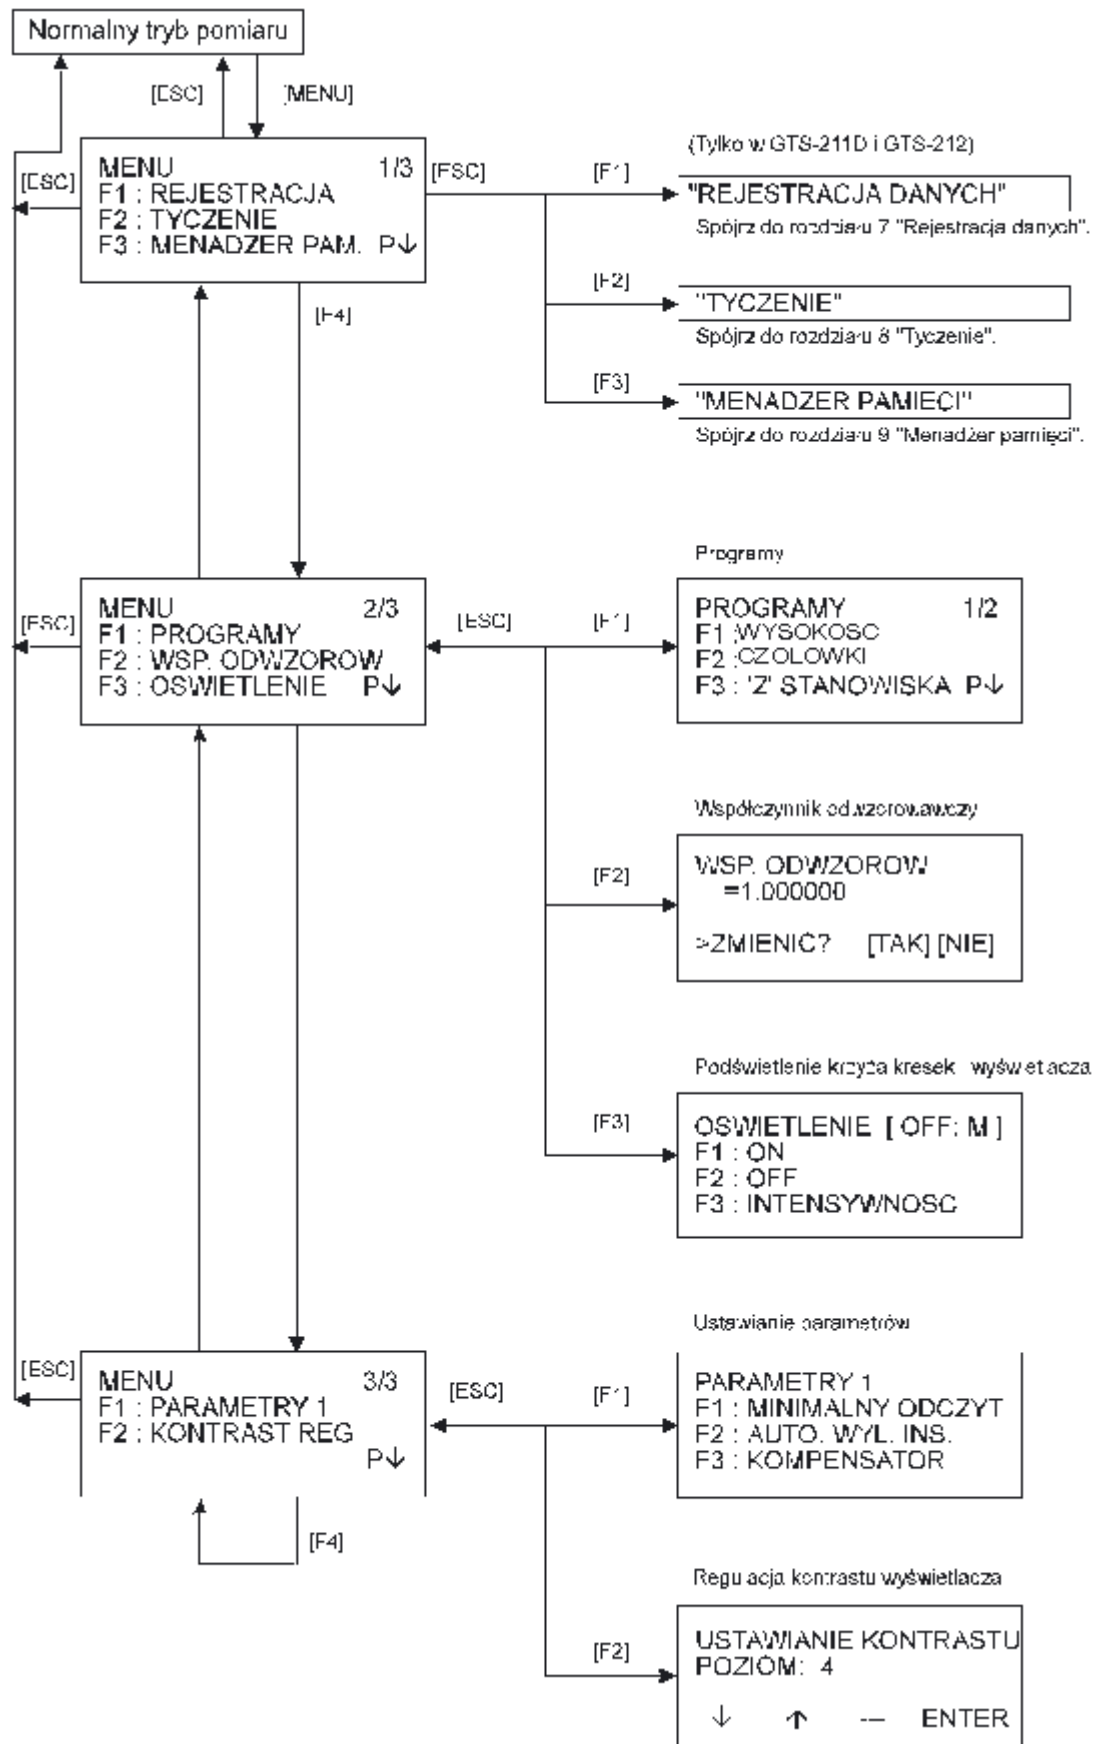 Normalny tryb pomiaru
[ESC] [MENU]
MENU 1/3
F1 : REJESTRACJA
F2 : TYCZENIE
F3 : MENADZER PAM. P↓
[ESC]
[ESC]
[F1]
(Tylko w GTS-211D i GTS-212)
"REJESTRACJA DANYCH"
Spójrz do rozdziału 7 "Rejestracja danych".
[F2]
"TYCZENIE"
Spójrz do rozdziału 8 "Tyczenie".
[F4]
[F3]
"MENADZER PAMIECI"
Spójrz do rozdziału 9 "Menadżer pamięci".
Programy
[ESC]
MENU 2/3
F1 : PROGRAMY
F2 : WSP. ODWZOROW
F3 : OSWIETLENIE P↓
[ESC]
[F1]
PROGRAMY 1/2
F1 :WYSOKOSC
F2 :CZOLOWKI
F3 : 'Z' STANOWISKA P↓
Współczynnik odwzorowawczy
[F2]
WSP. ODWZOROW
=1.000000
>ZMIENIC? [TAK] [NIE]
Podświetlenie krzyża kresek wyświetlacza
[F3]
OSWIETLENIE [ OFF: M ]
F1 : ON
F2 : OFF
F3 : INTENSYWNOSC
Ustawianie parametrów
[ESC]
MENU 3/3
F1 : PARAMETRY 1
F2 : KONTRAST REG
P↓
[ESC]
[F1]
PARAMETRY 1
F1 : MINIMALNY ODCZYT
F2 : AUTO. WYL. INS.
F3 : KOMPENSATOR
[F4]
Regulacja kontrastu wyświetlacza
[F2]
USTAWIANIE KONTRASTU
POZIOM: 4
↓ ↑ --- ENTER